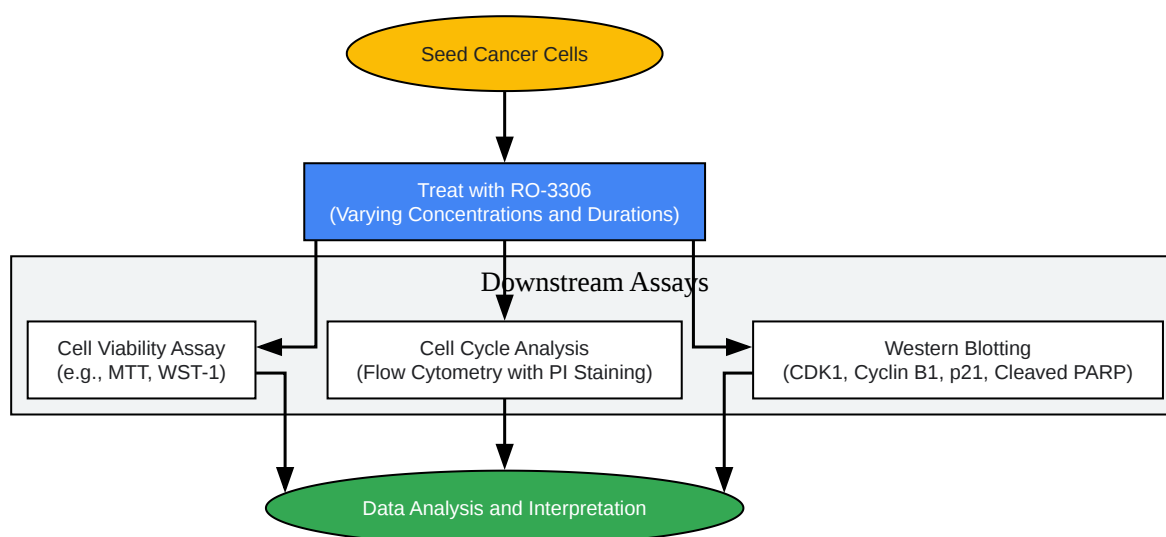 Seed Cancer Cells
Treat with RO-3306
(Varying Concentrations and Durations)
Downstream Assays
Cell Viability Assay
(e.g., MTT, WST-1)
Cell Cycle Analysis
(Flow Cytometry with PI Staining)
Western Blotting
(CDK1, Cyclin B1, p21, Cleaved PARP)
Data Analysis and Interpretation